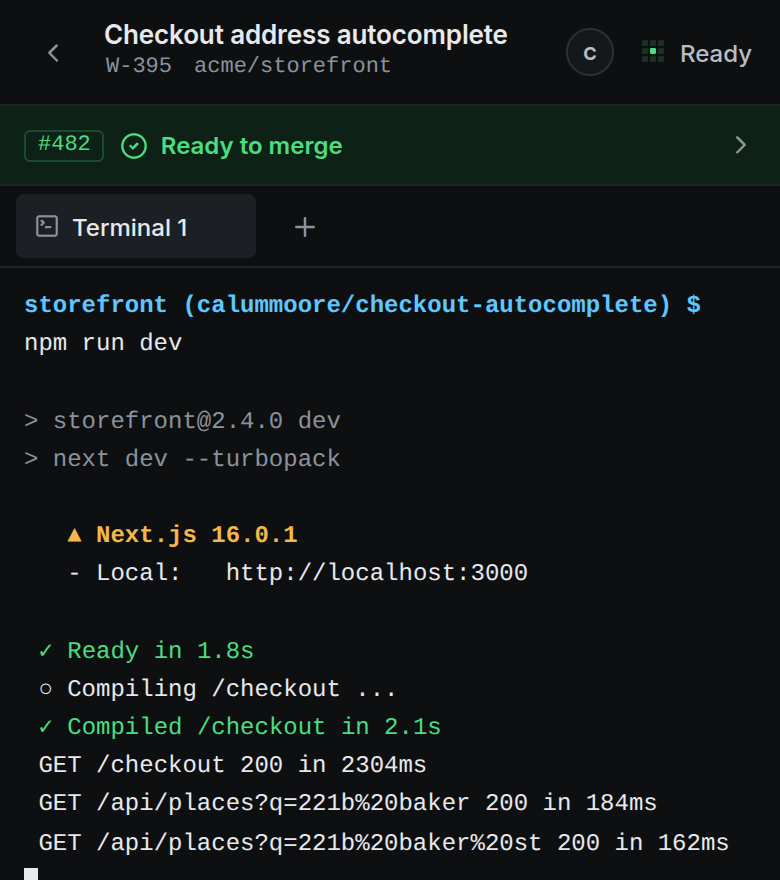 Checkout address autocomplete
W-395 acme/storefront
C
Ready
#482 Ready to merge
Terminal 1
storefront (calummoore/checkout-autocomplete) $
npm run dev
> storefront@2.4.0 dev
> next dev --turbopack
▲ Next.js 16.0.1
- Local:   http://localhost:3000
✓ Ready in 1.8s
○ Compiling /checkout ...
✓ Compiled /checkout in 2.1s
GET /checkout 200 in 2304ms
GET /api/places?q=221b%20baker 200 in 184ms
GET /api/places?q=221b%20baker%20st 200 in 162ms